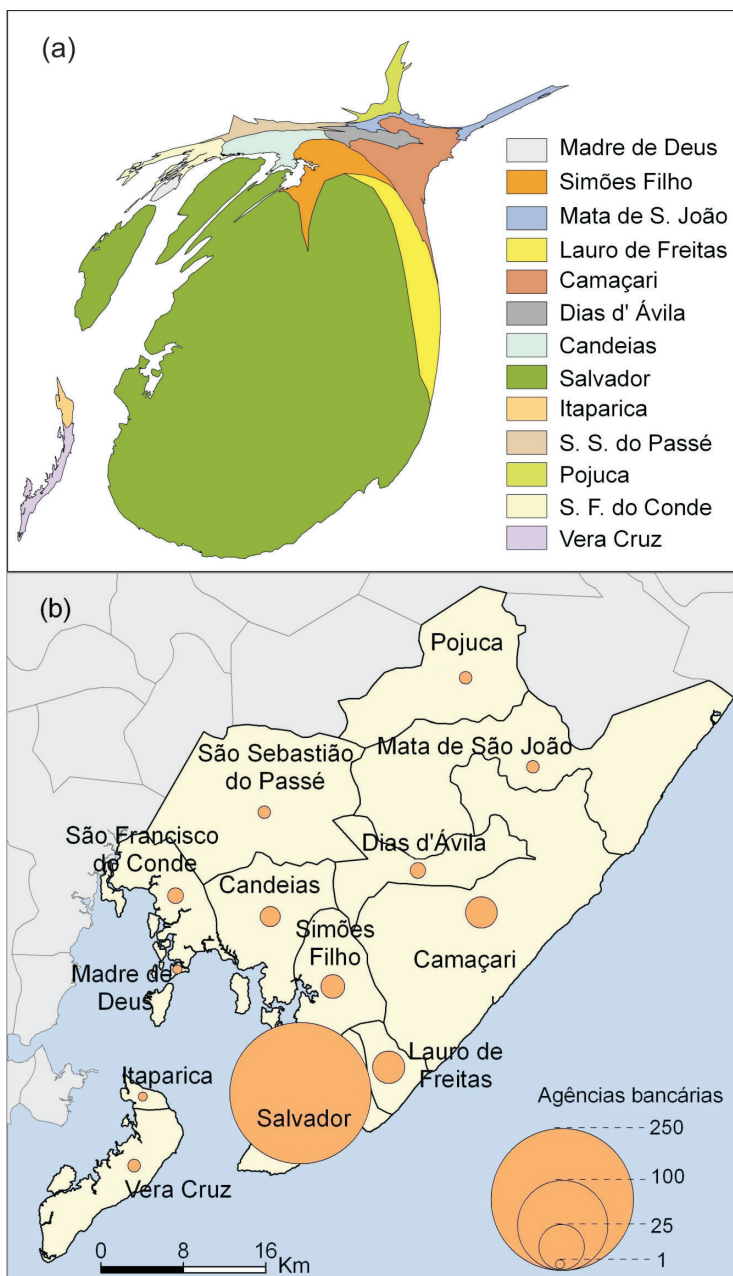 (a)
Madre de Deus
Simões Filho
Mata de S. João
Lauro de Freitas
Camaçari
Dias d' Ávila
Candeias
Salvador
Itaparica
S. S. do Passé
Pojuca
S. F. do Conde
Vera Cruz
(b)
Pojuca
São Sebastião
do Passé
Mata de São João
São Francisco
do Conde
Dias d'Ávila
Candeias
Simões
Filho
Camaçari
Madre de
Deus
Lauro de
Freitas
Itaparica
Salvador
Vera Cruz
Agências bancárias
250
100
25
1
0 8 16
Km